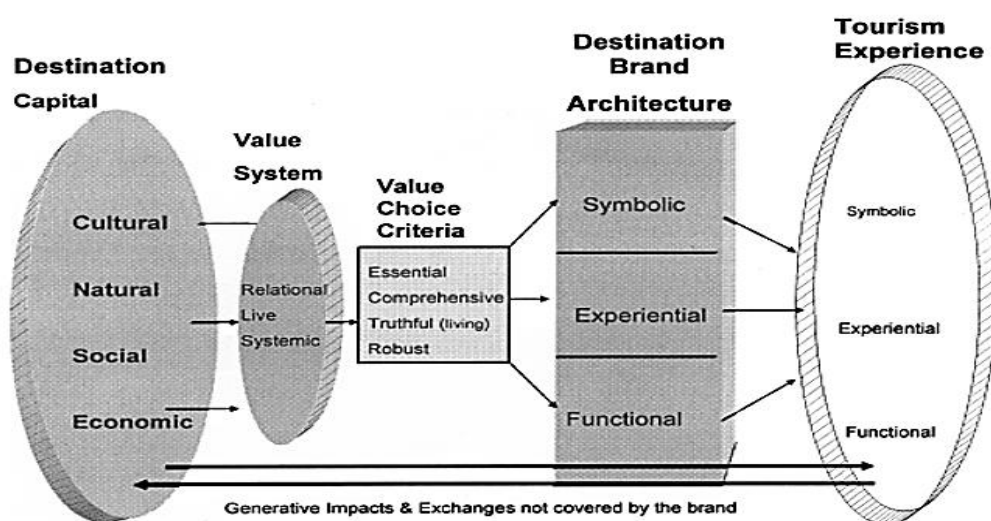 Destination
Capital
Cultural
Natural
Social
Economic
Value
System
Relational
Live
Systemic
Value
Choice
Criteria
Essential
Comprehensive
Truthful (living)
Robust
Destination
Brand
Architecture
Symbolic
Experiential
Functional
Tourism
Experience
Symbolic
Experiential
Functional
Generative Impacts & Exchanges not covered by the brand